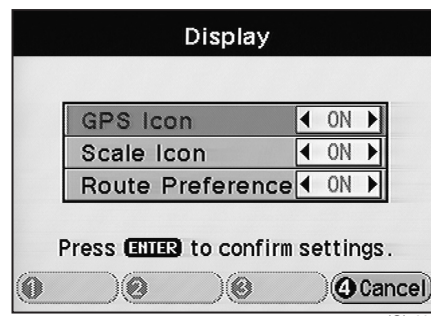 Display
GPS Icon ON
Scale Icon ON
Route Preference ON
Press ENTER to confirm settings.
1 2 3 4 Cancel